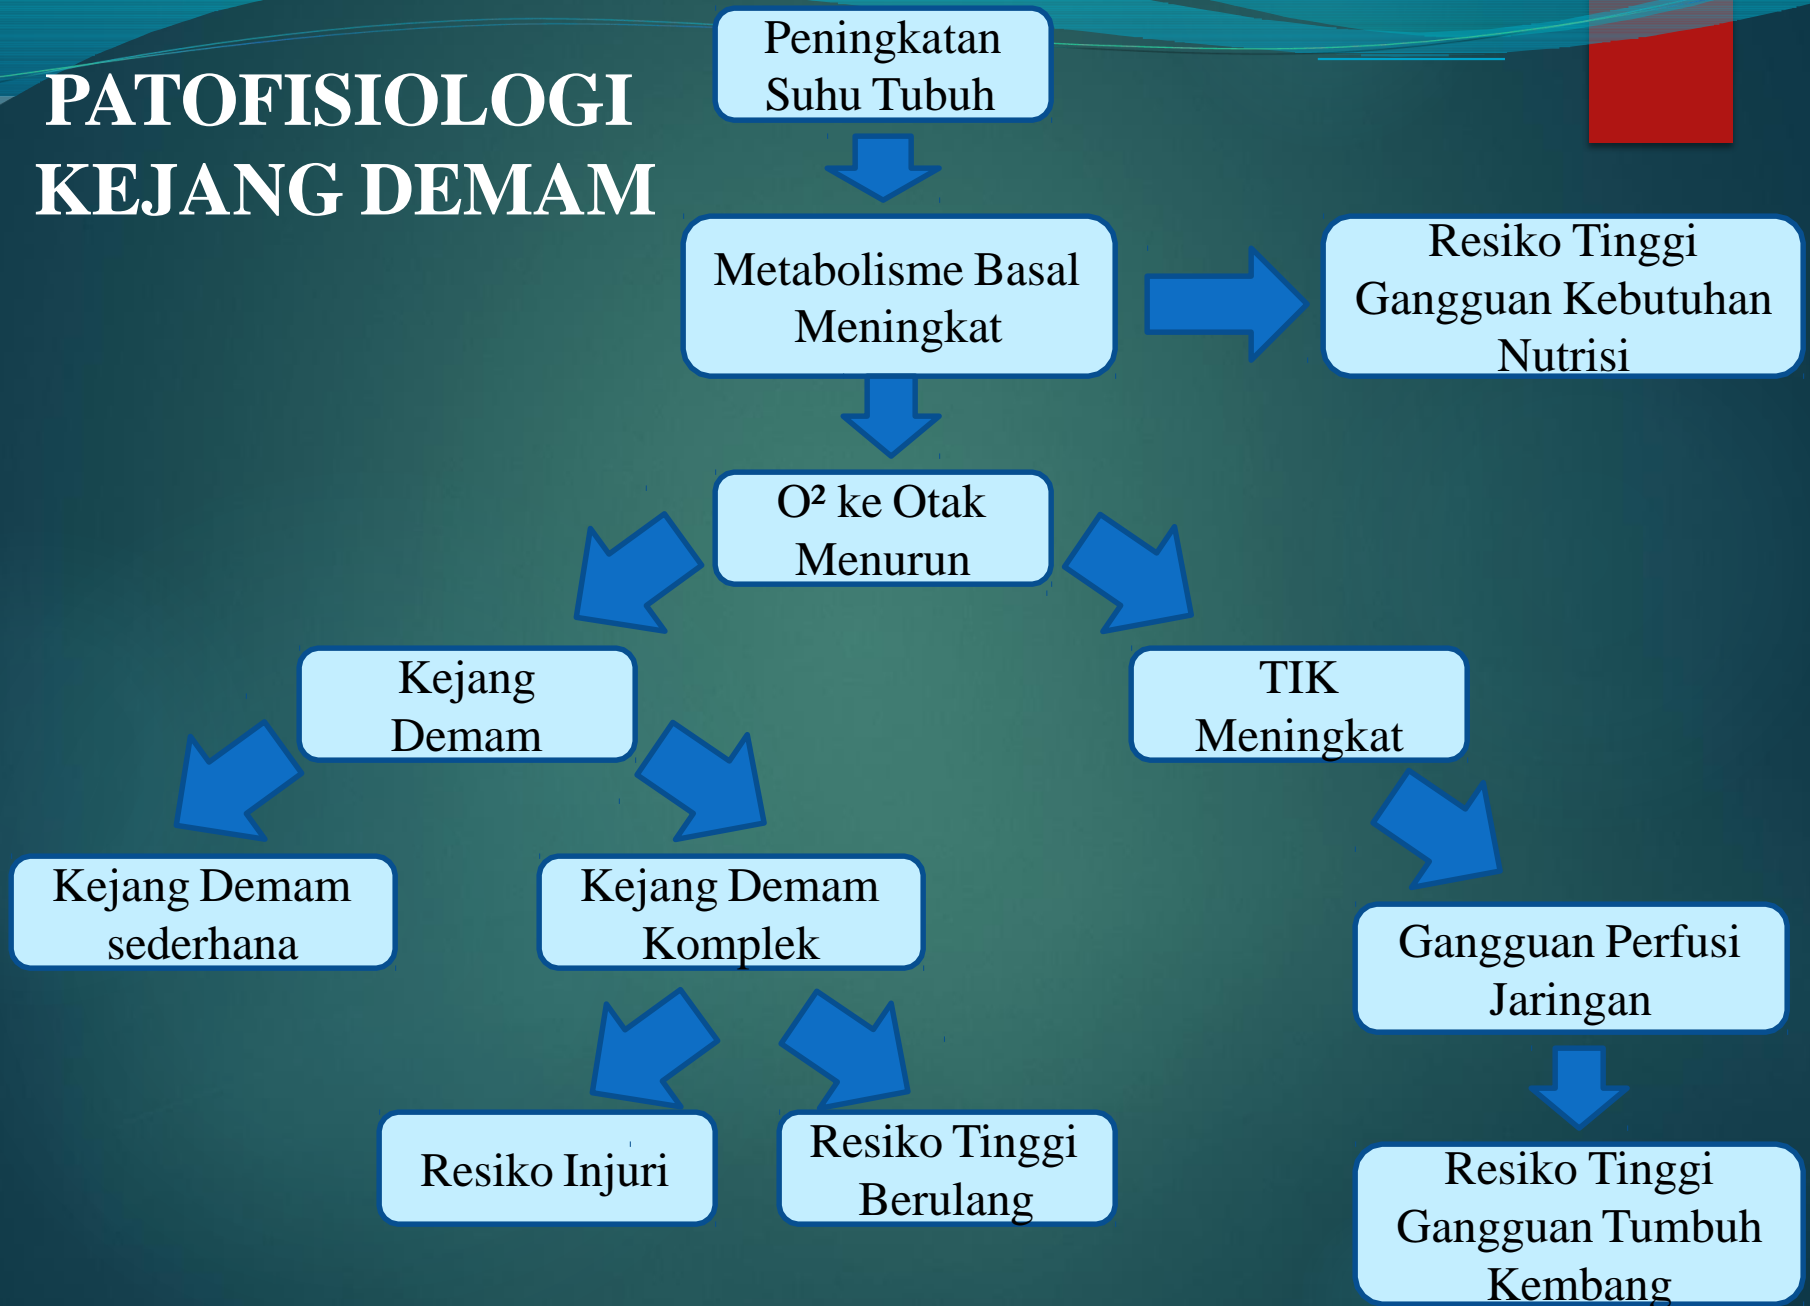 PATOFISIOLOGI
KEJANG DEMAM
Peningkatan
Suhu Tubuh
Metabolisme Basal
Meningkat
Resiko Tinggi
Gangguan Kebutuhan
Nutrisi
O² ke Otak
Menurun
Kejang
Demam
TIK
Meningkat
Kejang Demam
sederhana
Kejang Demam
Komplek
Gangguan Perfusi
Jaringan
Resiko Injuri
Resiko Tinggi
Berulang
Resiko Tinggi
Gangguan Tumbuh
Kembang